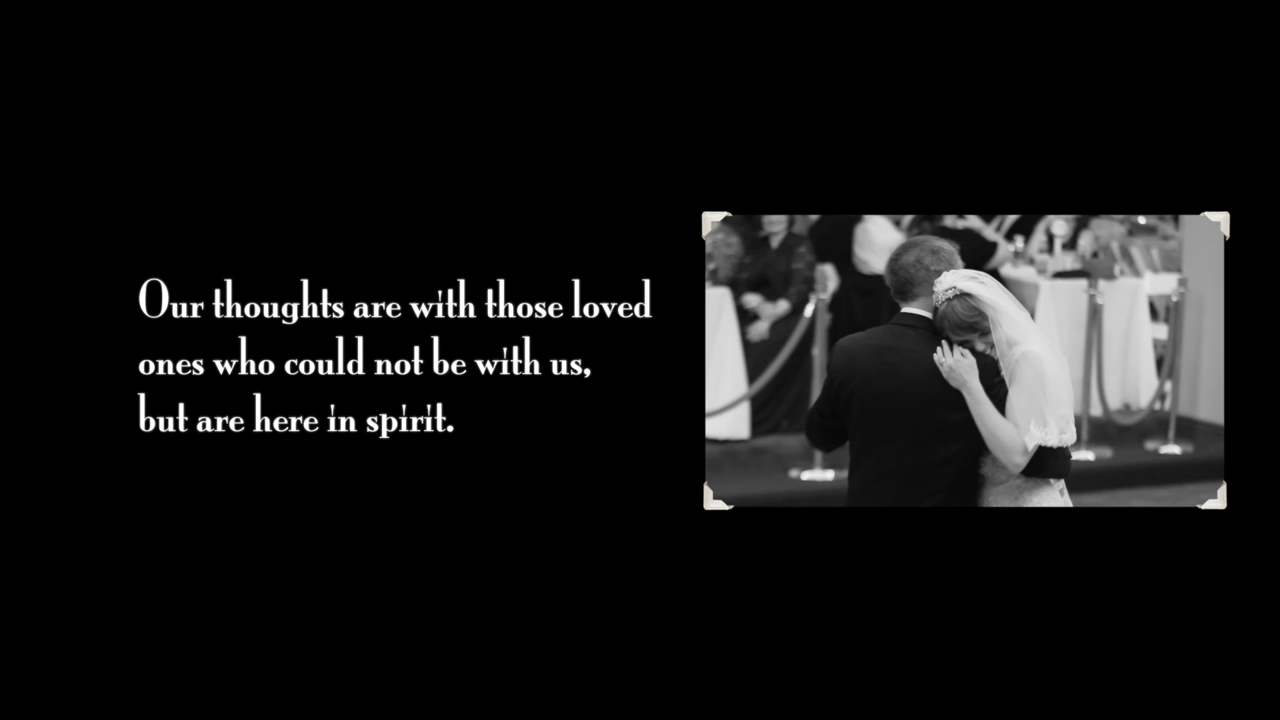 Our thoughts are with those loved
ones who could not be with us,
but are here in spirit.